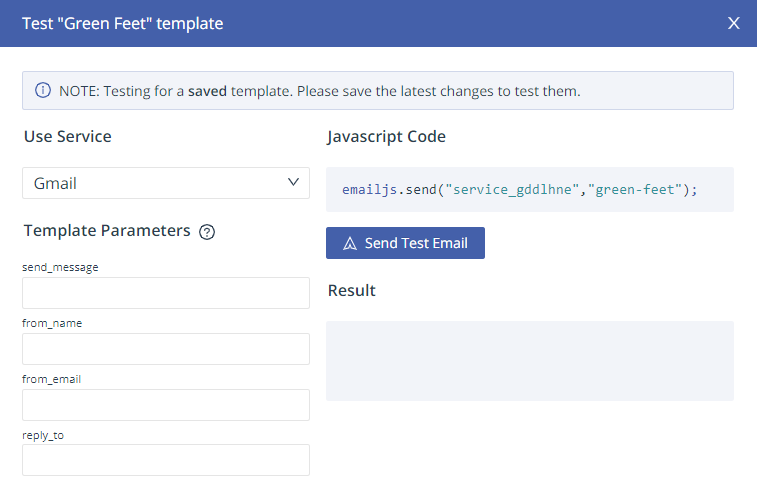 Test "Green Feet" template
X
NOTE: Testing for a saved template. Please save the latest changes to test them.
Use Service
Gmail
Template Parameters ?
send_message
from_name
from_email
reply_to
Javascript Code
emailjs.send("service_gddlhne","green-feet");
Send Test Email
Result